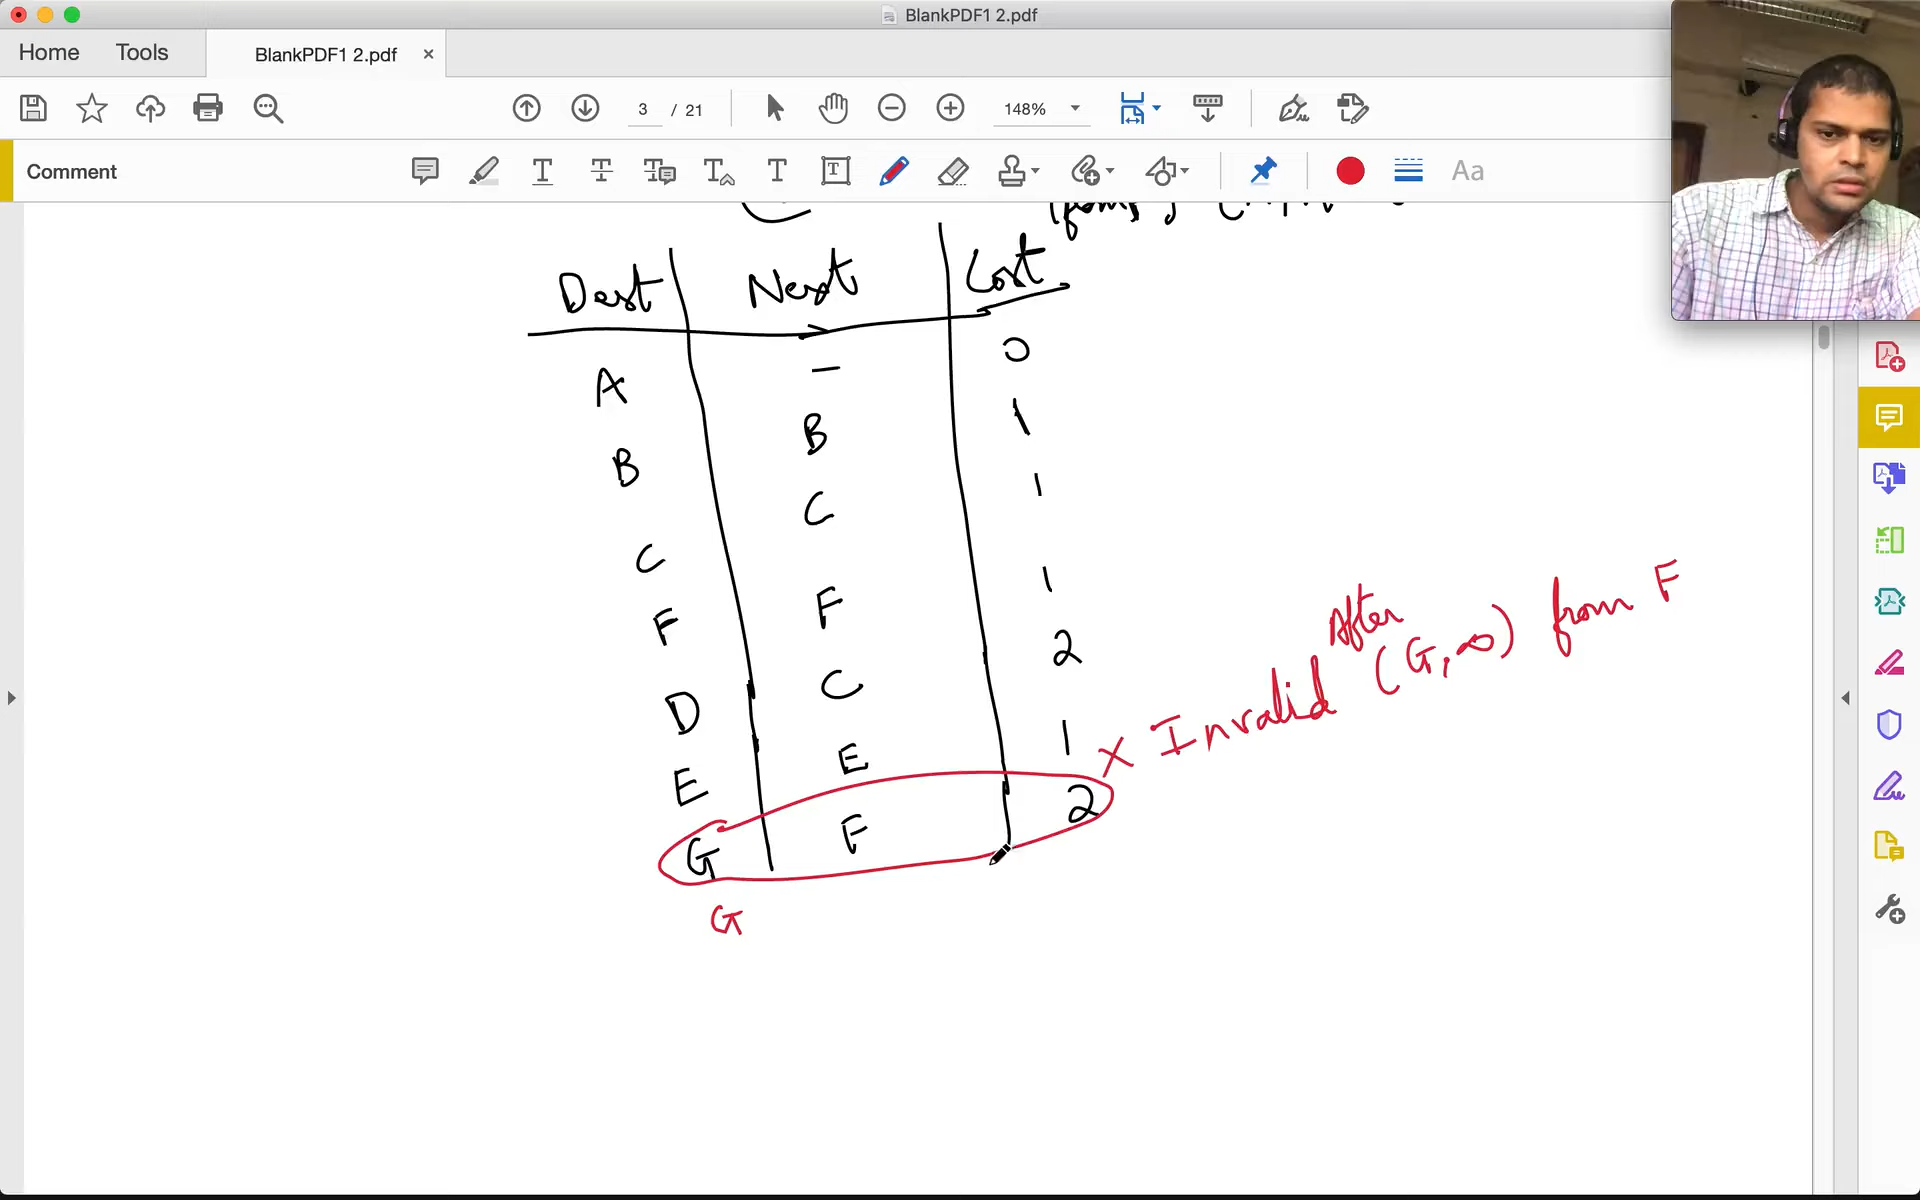 BlankPDF1 2.pdf
Home Tools BlankPDF1 2.pdf ×
3 / 21 148%
Comment Aa
Dest Next Cost
A – 0
B B 1
C C 1
F F 1
D C 2
E E 1
G F 2
× Invalid After (G, ∞) from F
G